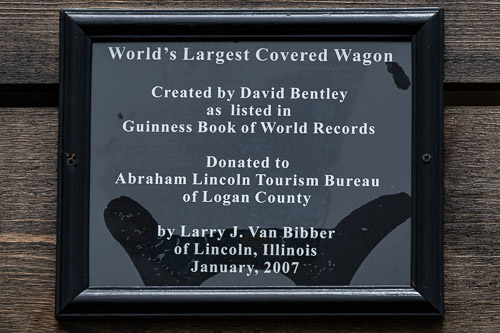 World's Largest Covered Wagon
Created by David Bentley
as listed in
Guinness Book of World Records
Donated to
Abraham Lincoln Tourism Bureau
of Logan County
by Larry J. Van Bibber
of Lincoln, Illinois
January, 2007